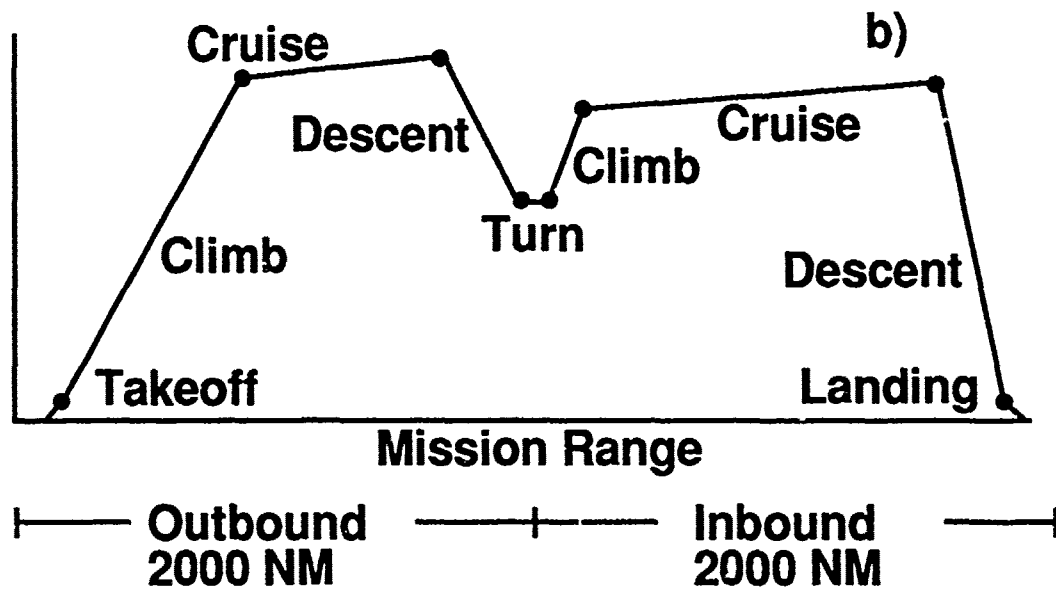 b)
Cruise
Descent
Cruise
Climb
Turn
Climb
Descent
Takeoff
Landing
Mission Range
Outbound
2000 NM
Inbound
2000 NM